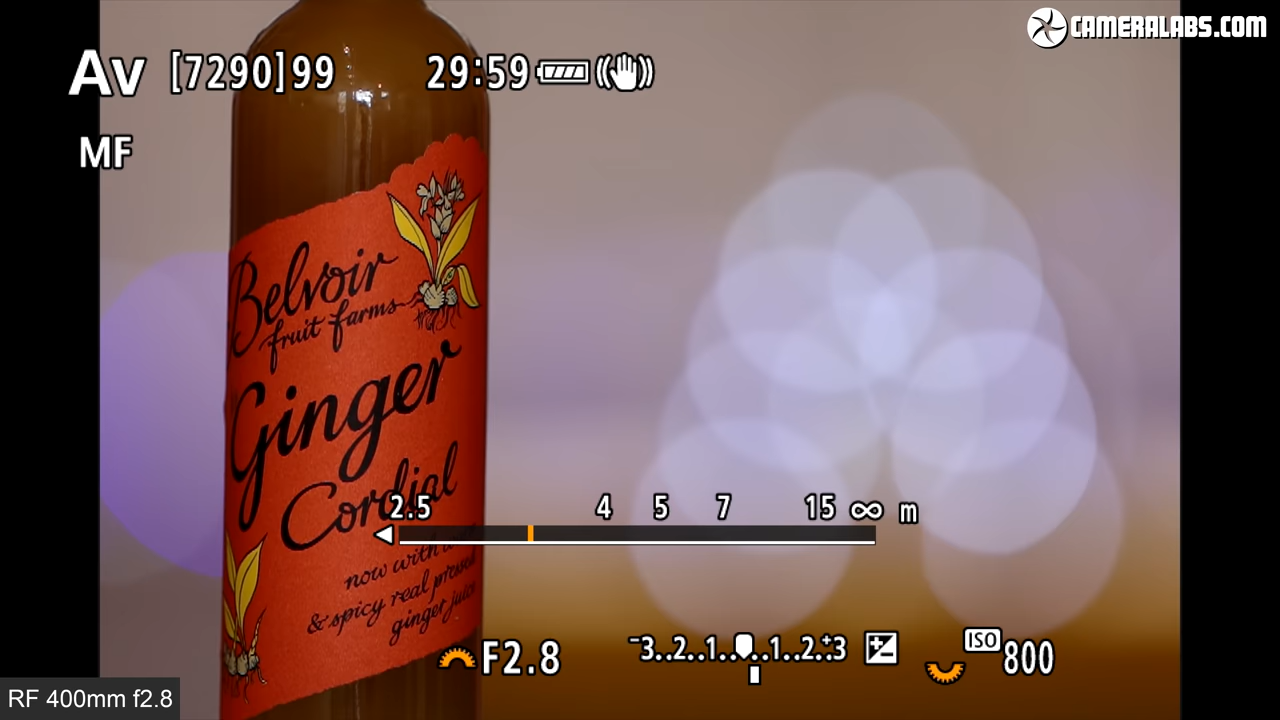 CAMERALABS.COM
Av [7290]99 29:59
MF
Belvoir
fruit farms
Ginger
Cordial
now with
& spicy real pressed
ginger juice
2.5 4 5 7 15 ∞ m
F2.8 -3..2..1..1..2..+3 ISO 800
RF 400mm f2.8